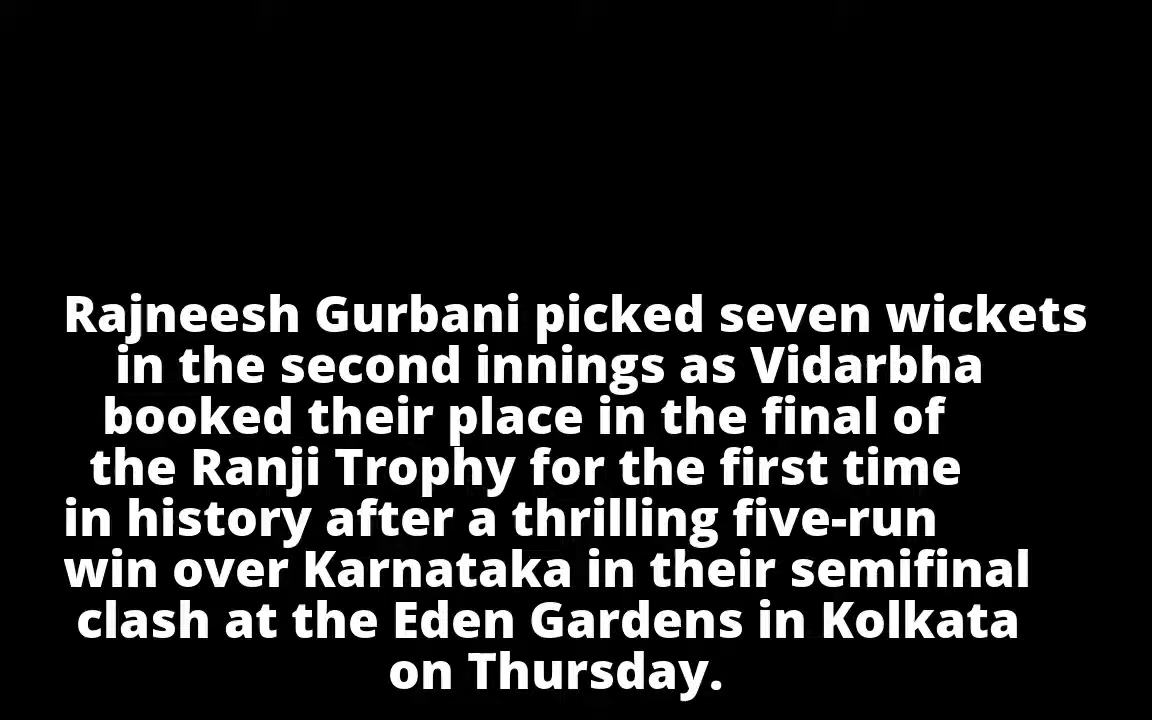 Rajneesh Gurbani picked seven wickets
in the second innings as Vidarbha
booked their place in the final of
the Ranji Trophy for the first time
in history after a thrilling five-run
win over Karnataka in their semifinal
clash at the Eden Gardens in Kolkata
on Thursday.